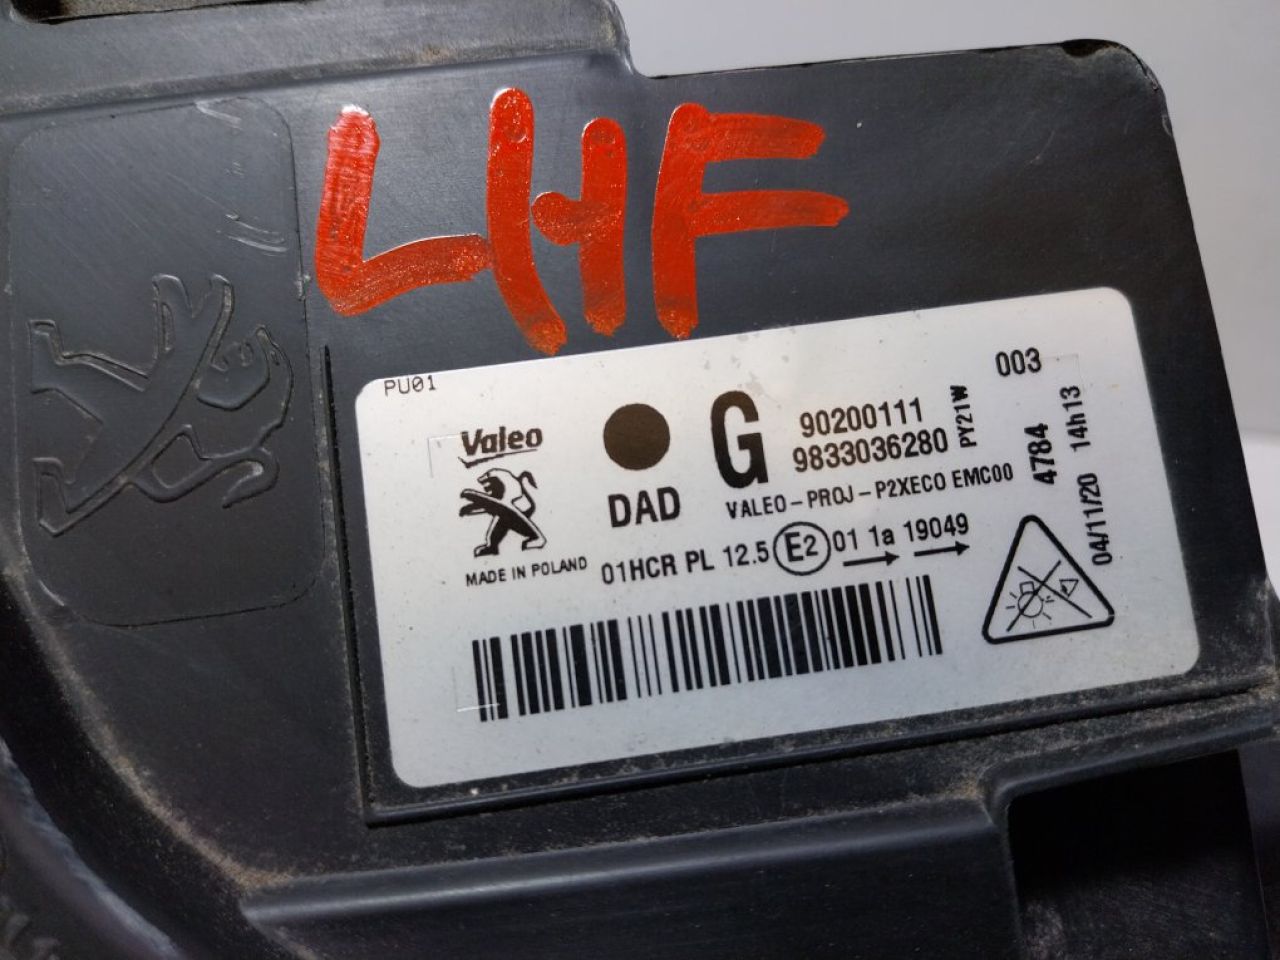 LHF
PU01
003
Valeo
DAD
G
90200111
9833036280
PY21W
VALEO-PROJ-P2XECO EMC00
4784
04/11/20 14h13
MADE IN POLAND
01HCR PL 12.5 E2 01 1a 19049